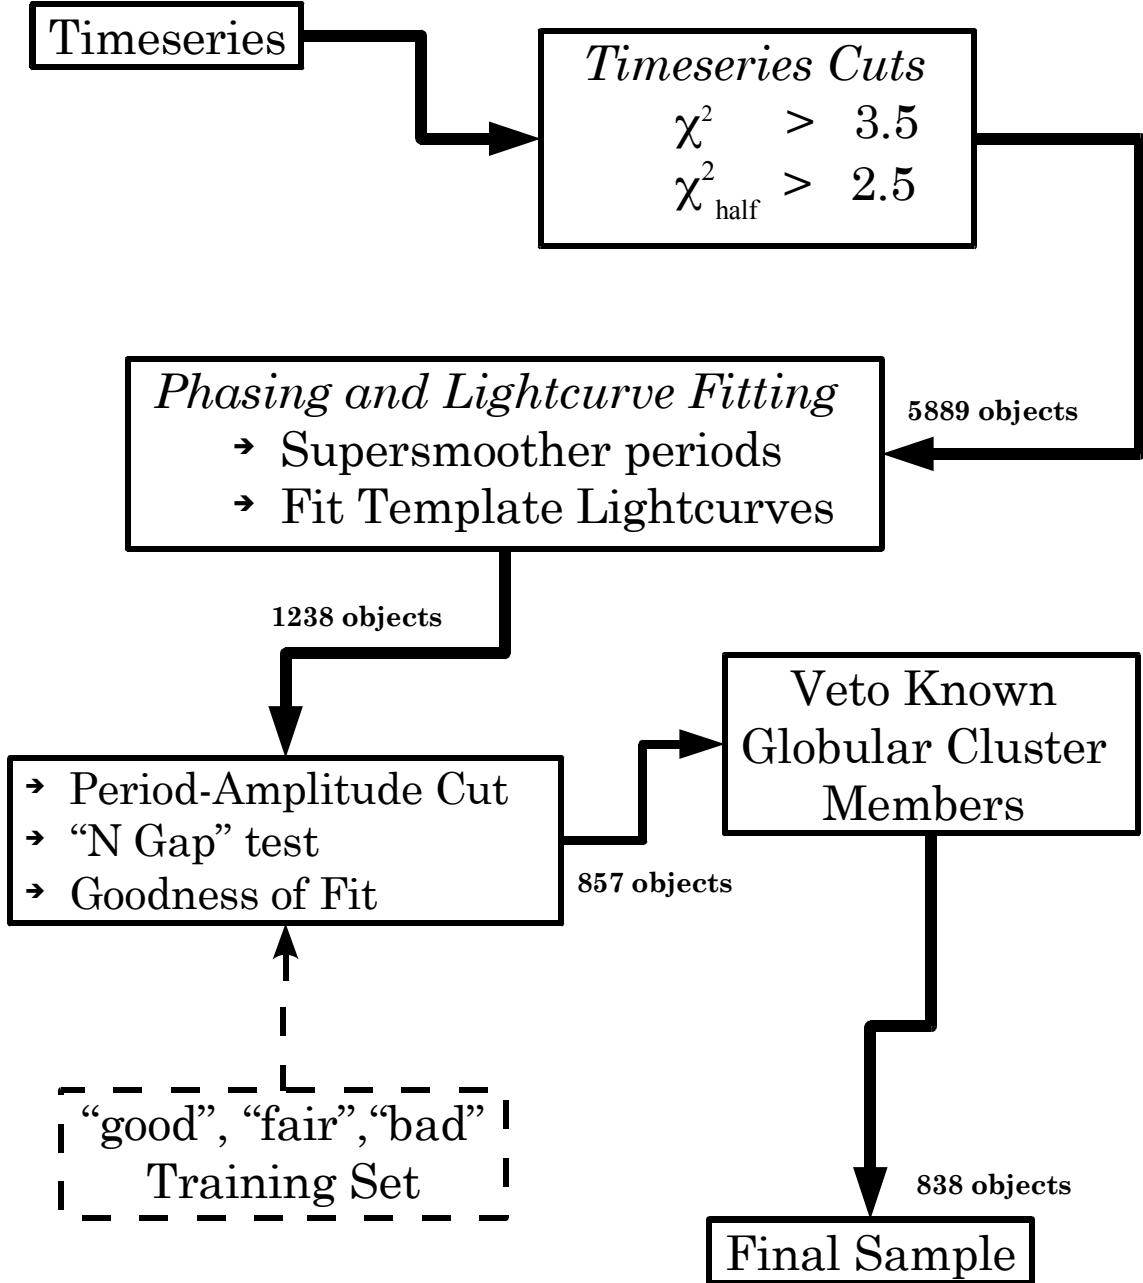 Timeseries
Timeseries Cuts
χ² > 3.5
χ²half > 2.5
5889 objects
Phasing and Lightcurve Fitting
➔ Supersmoother periods
➔ Fit Template Lightcurves
1238 objects
➔ Period-Amplitude Cut
➔ “N Gap” test
➔ Goodness of Fit
857 objects
Veto Known
Globular Cluster
Members
“good”, “fair”,“bad”
Training Set
838 objects
Final Sample